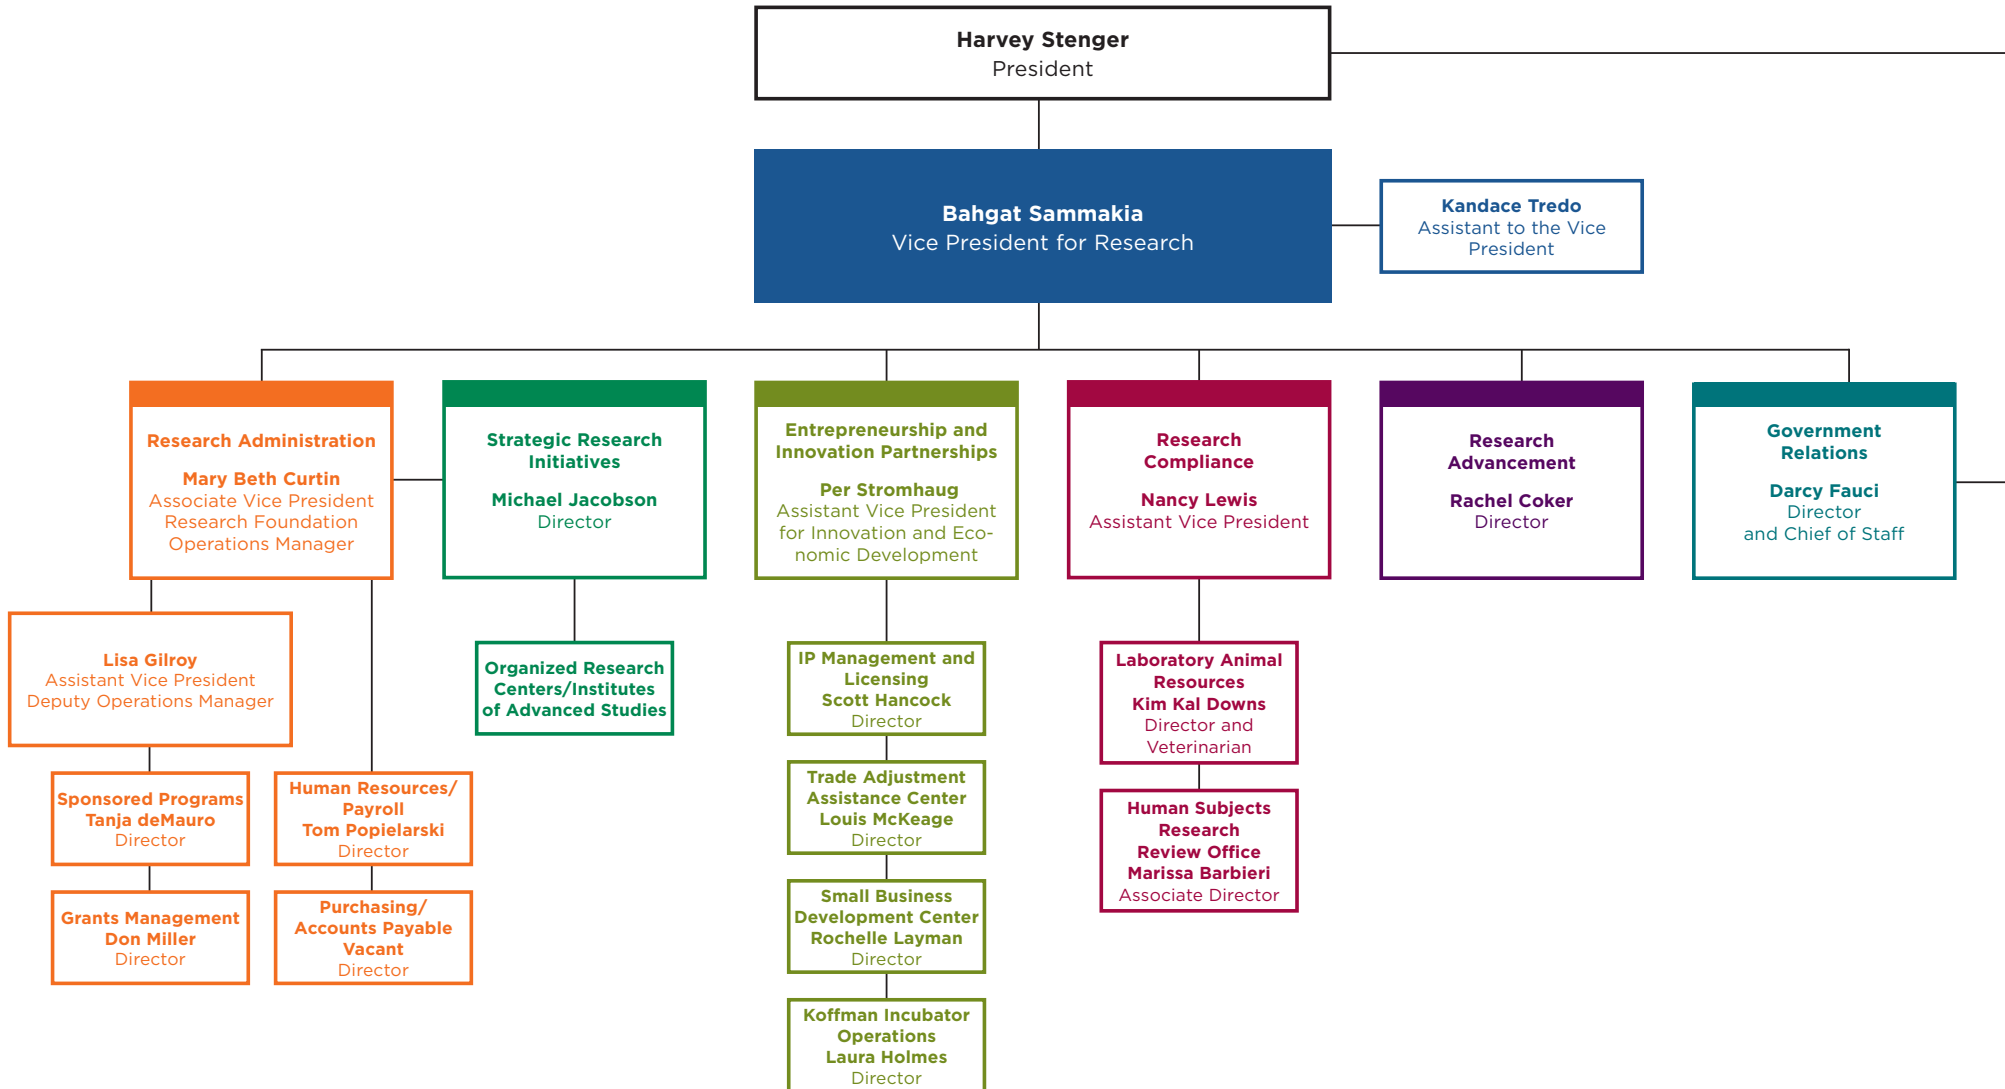 Harvey Stenger
President
Bahgat Sammakia
Vice President for Research
Kandace Tredo
Assistant to the Vice
President
Research Administration
Mary Beth Curtin
Associate Vice President
Research Foundation
Operations Manager
Strategic Research
Initiatives
Michael Jacobson
Director
Entrepreneurship and
Innovation Partnerships
Per Stromhaug
Assistant Vice President
for Innovation and Eco-
nomic Development
Research
Compliance
Nancy Lewis
Assistant Vice President
Research
Advancement
Rachel Coker
Director
Government
Relations
Darcy Fauci
Director
and Chief of Staff
Lisa Gilroy
Assistant Vice President
Deputy Operations Manager
Sponsored Programs
Tanja deMauro
Director
Grants Management
Don Miller
Director
Human Resources/
Payroll
Tom Popielarski
Director
Purchasing/
Accounts Payable
Vacant
Director
Organized Research
Centers/Institutes
of Advanced Studies
IP Management and
Licensing
Scott Hancock
Director
Trade Adjustment
Assistance Center
Louis McKeage
Director
Small Business
Development Center
Rochelle Layman
Director
Koffman Incubator
Operations
Laura Holmes
Director
Laboratory Animal
Resources
Kim Kal Downs
Director and
Veterinarian
Human Subjects
Research
Review Office
Marissa Barbieri
Associate Director